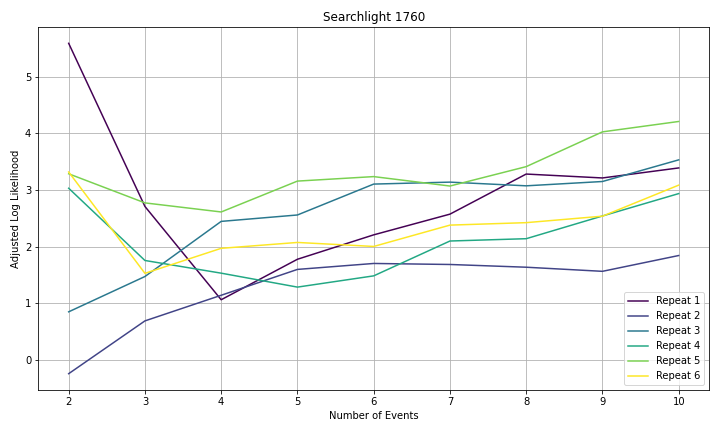 Searchlight 1760
Adjusted Log Likelihood
5
4
3
2
1
0
2 3 4 5 6 7 8 9 10
Number of Events
Repeat 1
Repeat 2
Repeat 3
Repeat 4
Repeat 5
Repeat 6